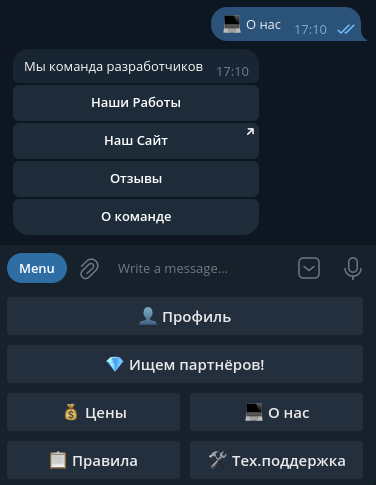 💻 О нас 17:10
Мы команда разработчиков 17:10
Наши Работы
Наш Сайт
Отзывы
О команде
Menu Write a message...
👤 Профиль
💎 Ищем партнёров!
💰 Цены 💻 О нас
📋 Правила 🛠 Тех.поддержка